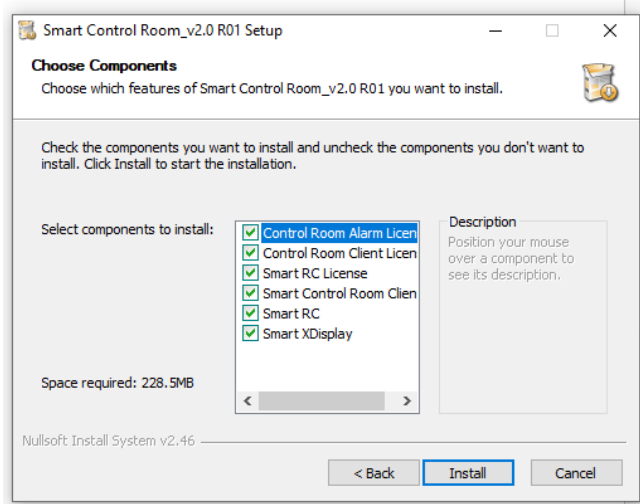 Smart Control Room_v2.0 R01 Setup
Choose Components
Choose which features of Smart Control Room_v2.0 R01 you want to install.
Check the components you want to install and uncheck the components you don't want to
install. Click Install to start the installation.
Select components to install:
Control Room Alarm Licen
Control Room Client Licen
Smart RC License
Smart Control Room Clien
Smart RC
Smart XDisplay
Description
Position your mouse
over a component to
see its description.
Space required: 228.5MB
Nullsoft Install System v2.46
< Back
Install
Cancel